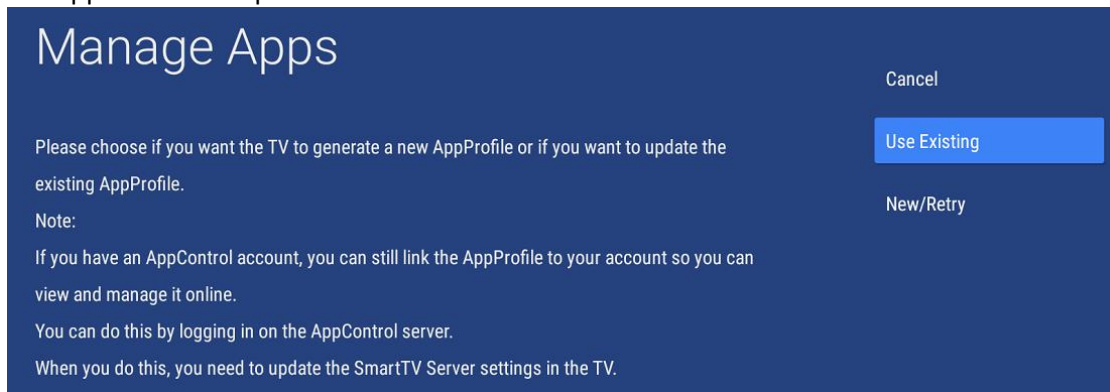 Manage Apps
Cancel
Please choose if you want the TV to generate a new AppProfile or if you want to update the
Use Existing
existing AppProfile.
New/Retry
Note:
If you have an AppControl account, you can still link the AppProfile to your account so you can
view and manage it online.
You can do this by logging in on the AppControl server.
When you do this, you need to update the SmartTV Server settings in the TV.